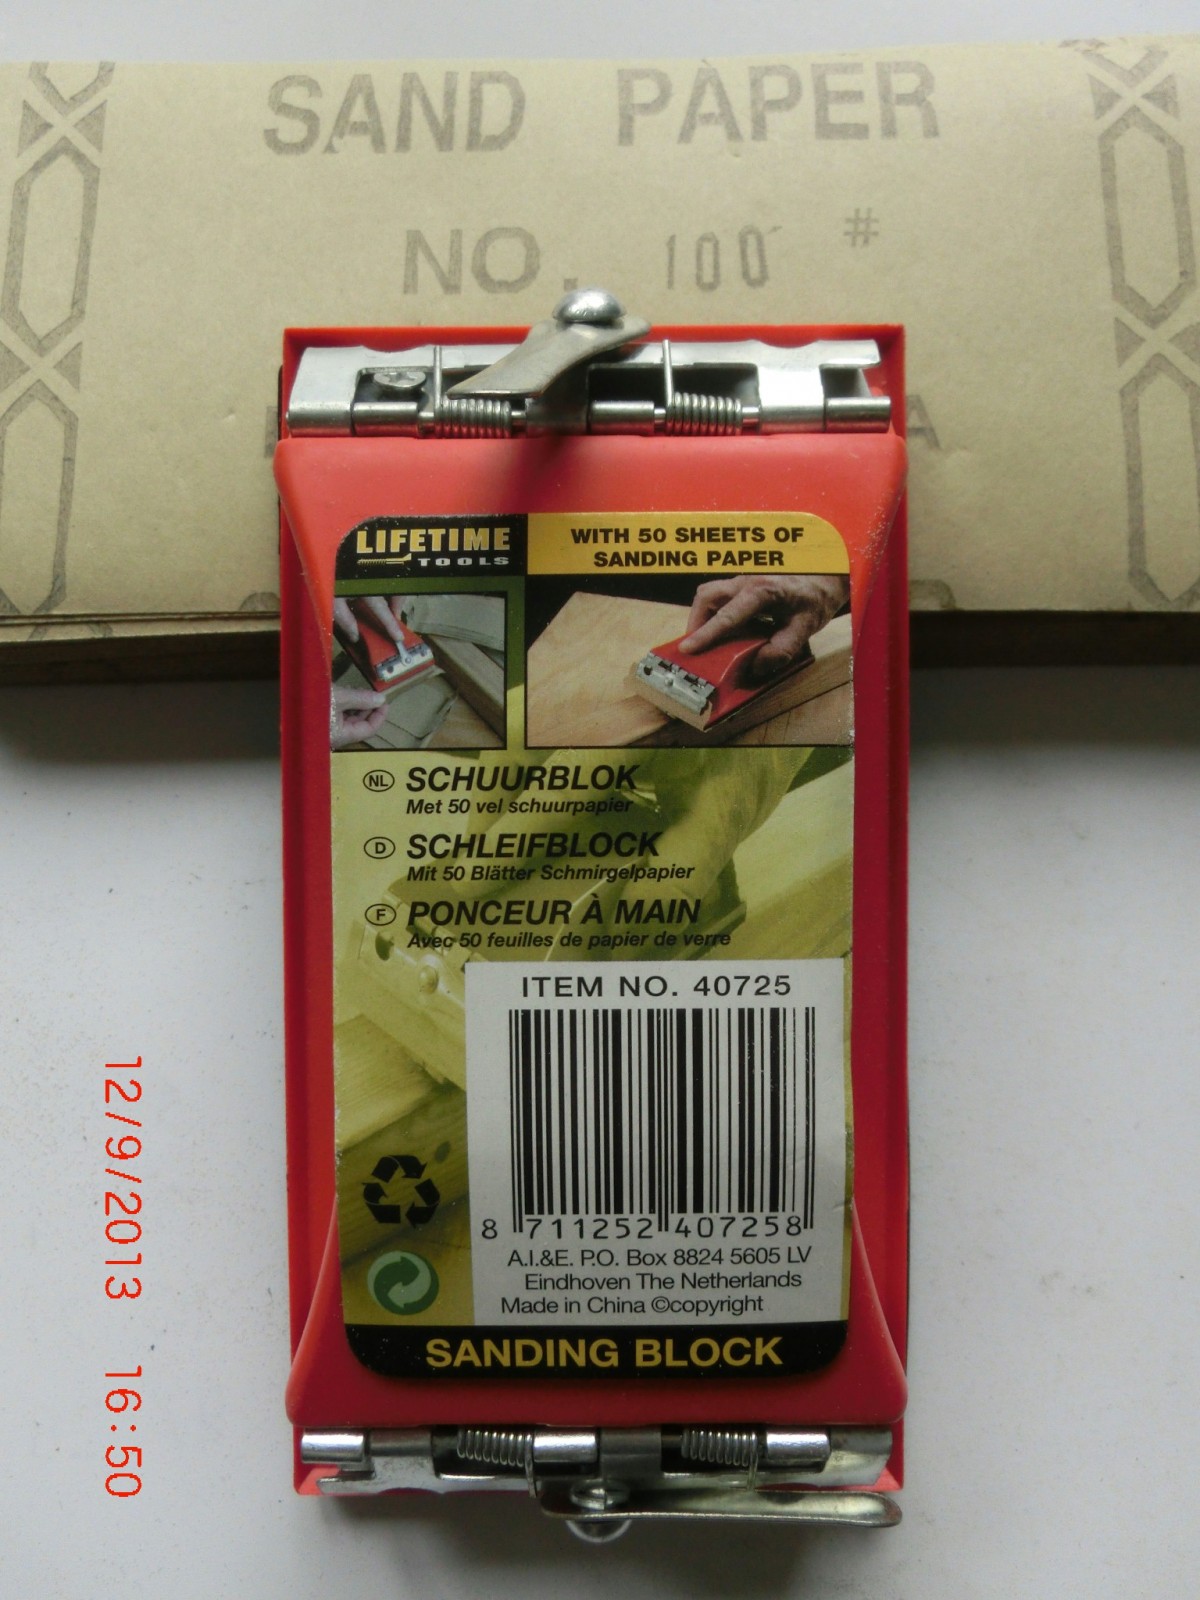 SAND PAPER
NO. 100 #
LIFETIME
TOOLS
WITH 50 SHEETS OF
SANDING PAPER
NL SCHUURBLOK
Met 50 vel schuurpapier
D SCHLEIFBLOCK
Mit 50 Blätter Schmirgelpapier
F PONCEUR À MAIN
Avec 50 feuilles de papier de verre
ITEM NO. 40725
8 711252 407258
A.I.&E. P.O. Box 8824 5605 LV
Eindhoven The Netherlands
Made in China ©copyright
SANDING BLOCK
12/9/2013 16:50